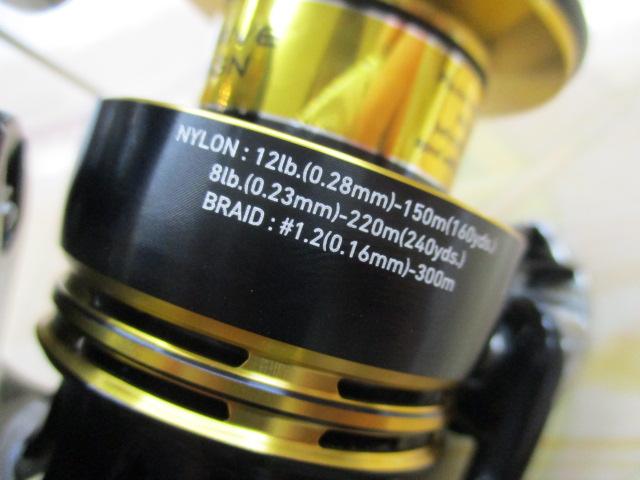 NYLON : 12lb.(0.28mm)-150m(160yds.)
8lb.(0.23mm)-220m(240yds.)
BRAID : #1.2(0.16mm)-300m